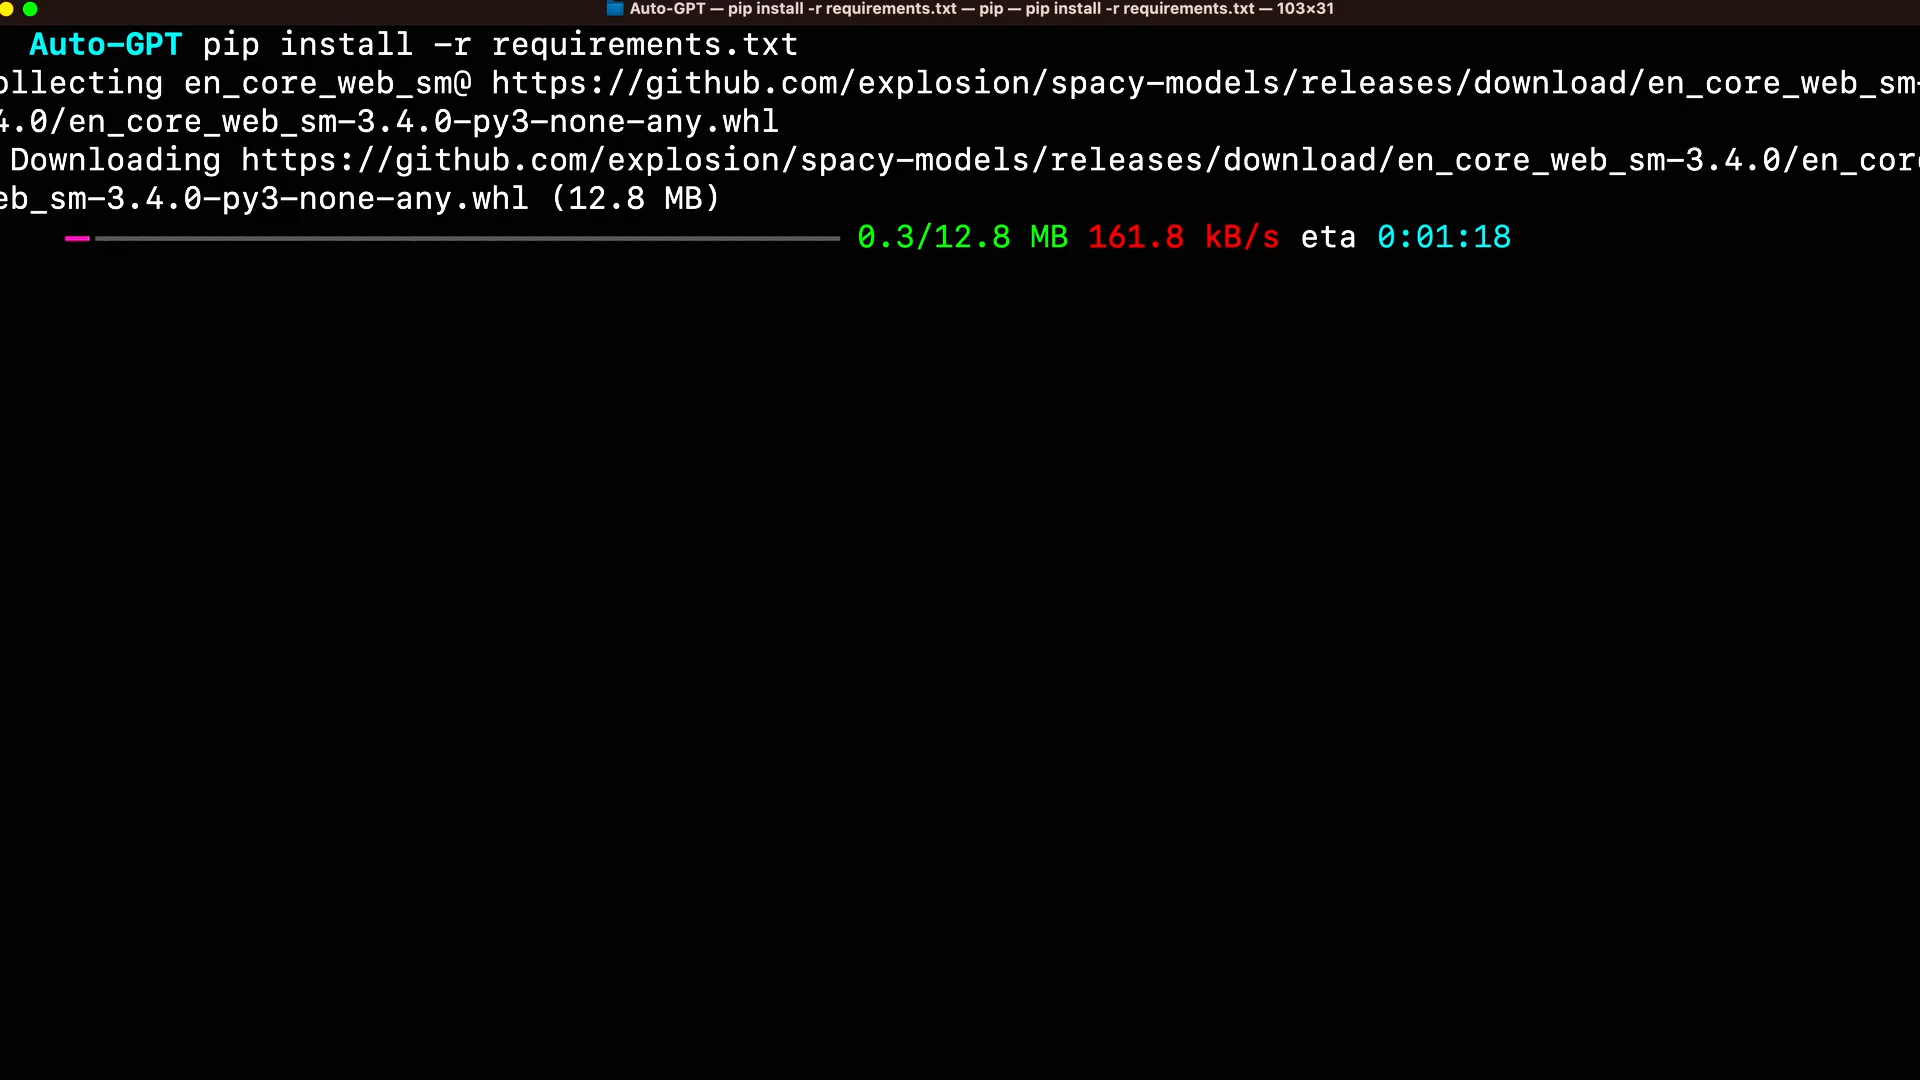 Auto-GPT — pip install -r requirements.txt — pip — pip install -r requirements.txt — 103×31
Auto-GPT pip install -r requirements.txt
ollecting en_core_web_sm@ https://github.com/explosion/spacy-models/releases/download/en_core_web_sm-
4.0/en_core_web_sm-3.4.0-py3-none-any.whl
Downloading https://github.com/explosion/spacy-models/releases/download/en_core_web_sm-3.4.0/en_core
eb_sm-3.4.0-py3-none-any.whl (12.8 MB)
0.3/12.8 MB 161.8 kB/s eta 0:01:18